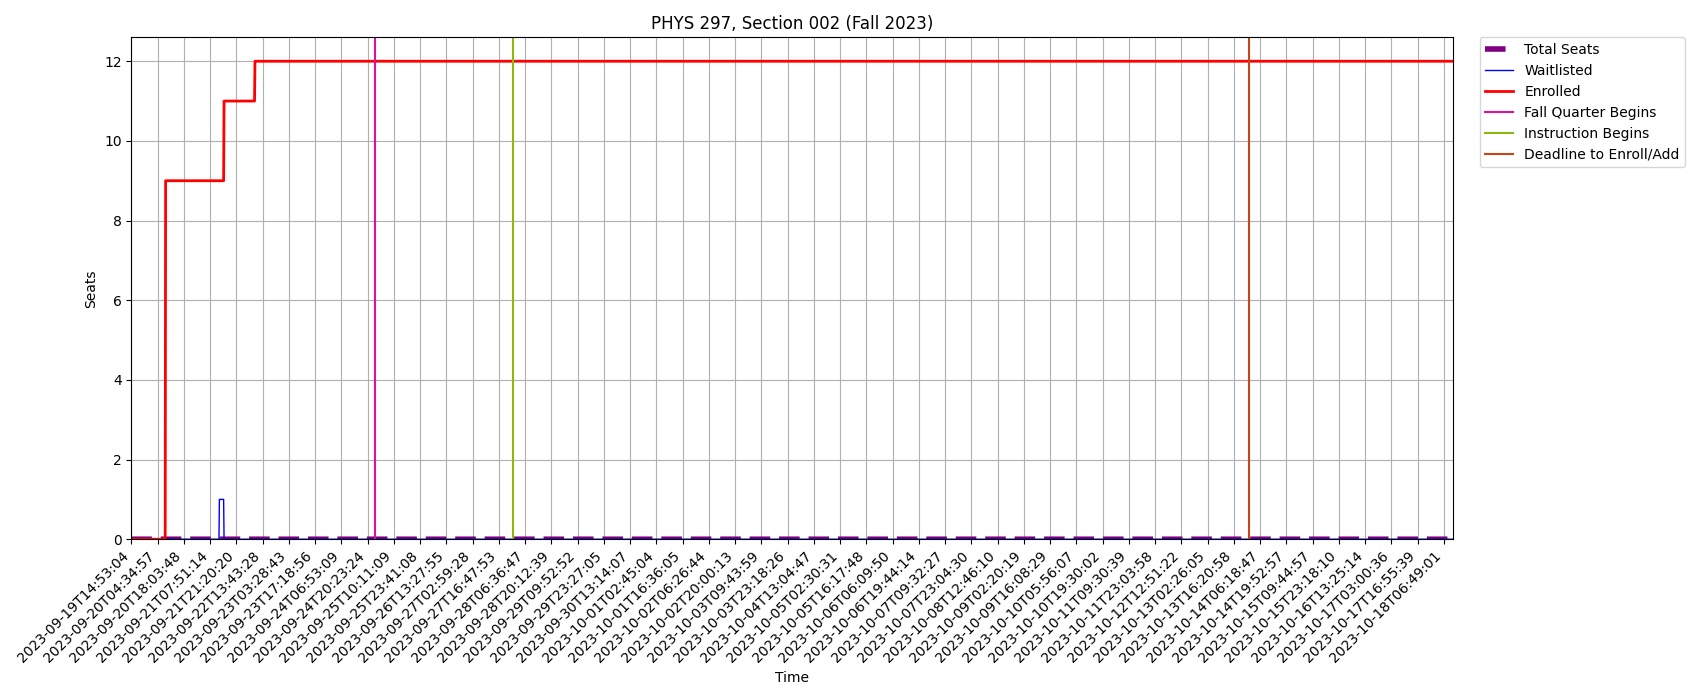 PHYS 297, Section 002 (Fall 2023)
Total Seats
Waitlisted
Enrolled
Fall Quarter Begins
Instruction Begins
Deadline to Enroll/Add
Seats
12
10
8
6
4
2
0
2023-09-19T14:53:04
2023-09-20T04:34:57
2023-09-20T18:03:48
2023-09-21T07:51:14
2023-09-21T21:20:20
2023-09-22T13:43:28
2023-09-23T03:28:43
2023-09-23T17:18:56
2023-09-24T06:53:09
2023-09-24T20:23:24
2023-09-25T10:11:09
2023-09-25T23:41:08
2023-09-26T13:27:55
2023-09-27T02:59:28
2023-09-27T16:47:53
2023-09-28T06:36:47
2023-09-28T20:12:39
2023-09-29T09:52:52
2023-09-29T23:27:05
2023-09-30T13:14:07
2023-10-01T02:45:04
2023-10-01T16:36:05
2023-10-02T06:26:44
2023-10-02T20:00:13
2023-10-03T09:43:59
2023-10-03T23:18:26
2023-10-04T13:04:47
2023-10-05T02:30:31
2023-10-05T16:17:48
2023-10-06T06:09:50
2023-10-06T19:44:14
2023-10-07T09:32:27
2023-10-07T23:04:30
2023-10-08T12:46:10
2023-10-09T02:20:19
2023-10-09T16:08:29
2023-10-10T05:56:07
2023-10-10T19:30:02
2023-10-11T09:30:39
2023-10-11T23:03:58
2023-10-12T12:51:22
2023-10-13T02:26:05
2023-10-13T16:20:58
2023-10-14T06:18:47
2023-10-14T19:52:57
2023-10-15T09:44:57
2023-10-15T23:18:10
2023-10-16T13:25:14
2023-10-17T03:00:36
2023-10-17T16:55:39
2023-10-18T06:49:01
Time